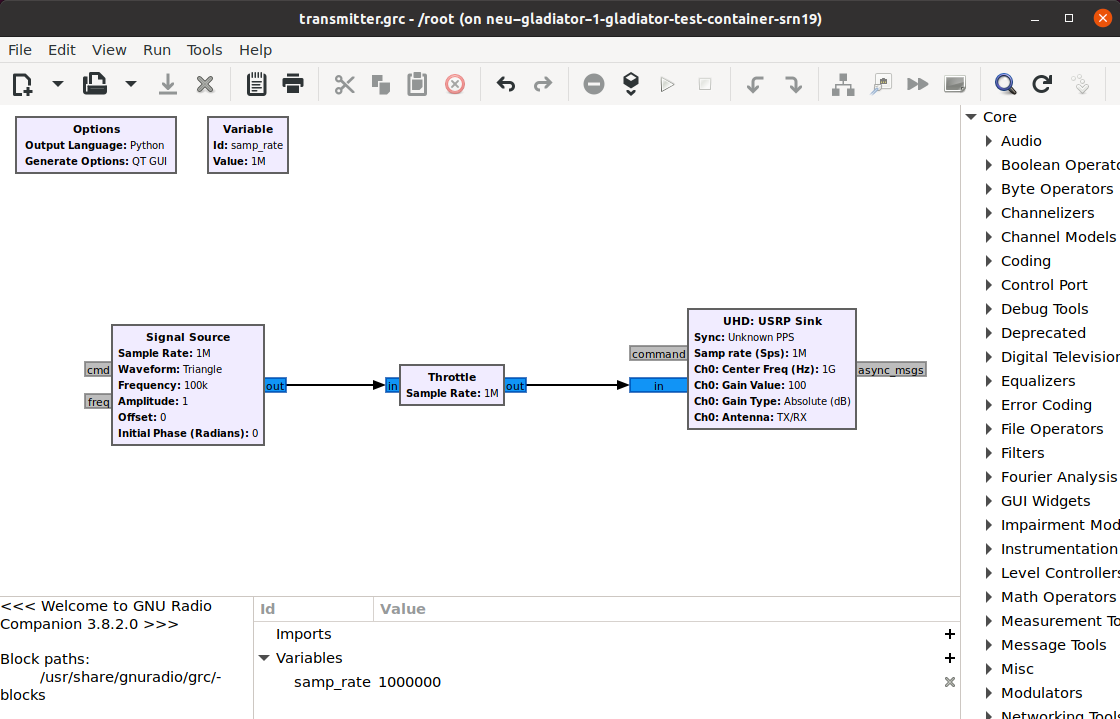 transmitter.grc - /root (on neu-gladiator-1-gladiator-test-container-srn19)
File Edit View Run Tools Help
Options
Output Language: Python
Generate Options: QT GUI
Variable
Id: samp_rate
Value: 1M
Signal Source
Sample Rate: 1M
Waveform: Triangle
Frequency: 100k
Amplitude: 1
Offset: 0
Initial Phase (Radians): 0
cmd
freq
out
in
Throttle
Sample Rate: 1M
out
command
in
UHD: USRP Sink
Sync: Unknown PPS
Samp rate (Sps): 1M
Ch0: Center Freq (Hz): 1G
Ch0: Gain Value: 100
Ch0: Gain Type: Absolute (dB)
Ch0: Antenna: TX/RX
async_msgs
Core
Audio
Boolean Operato
Byte Operators
Channelizers
Channel Models
Coding
Control Port
Debug Tools
Deprecated
Digital Television
Equalizers
Error Coding
File Operators
Filters
Fourier Analysis
GUI Widgets
Impairment Mod
Instrumentation
Level Controllers
Math Operators
Measurement To
Message Tools
Misc
Modulators
Networking Tools
<<< Welcome to GNU Radio
Companion 3.8.2.0 >>>
Block paths:
/usr/share/gnuradio/grc/-
blocks
Id Value
Imports
Variables
samp_rate 1000000